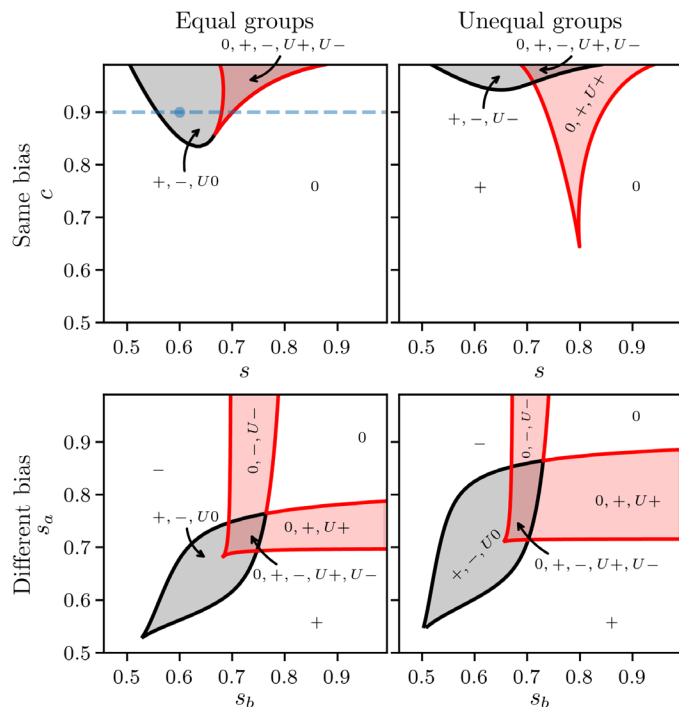 Equal groups
Unequal groups
Same bias
c
0.9
0.8
0.7
0.6
0.5
0, +, −, U+, U−
+, −, U0
0
0.5
0.6
0.7
0.8
0.9
s
0, +, −, U+, U−
+, −, U−
0, +, U+
+
0
0.5
0.6
0.7
0.8
0.9
s
Different bias
s_a
0.9
0.8
0.7
0.6
0.5
0, −, U−
0
−
+, −, U0
0, +, U+
0, +, −, U+, U−
+
0.5
0.6
0.7
0.8
0.9
s_b
0, −, U−
0
−
0, +, U+
+, −, U0
0, +, −, U+, U−
+
0.5
0.6
0.7
0.8
0.9
s_b